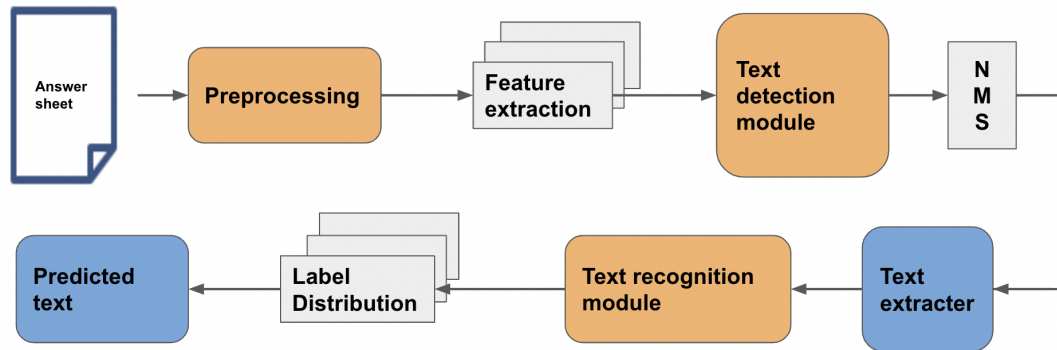 Answer
sheet
Preprocessing
Feature
extraction
Text
detection
module
N
M
S
Text
extracter
Text recognition
module
Label
Distribution
Predicted
text